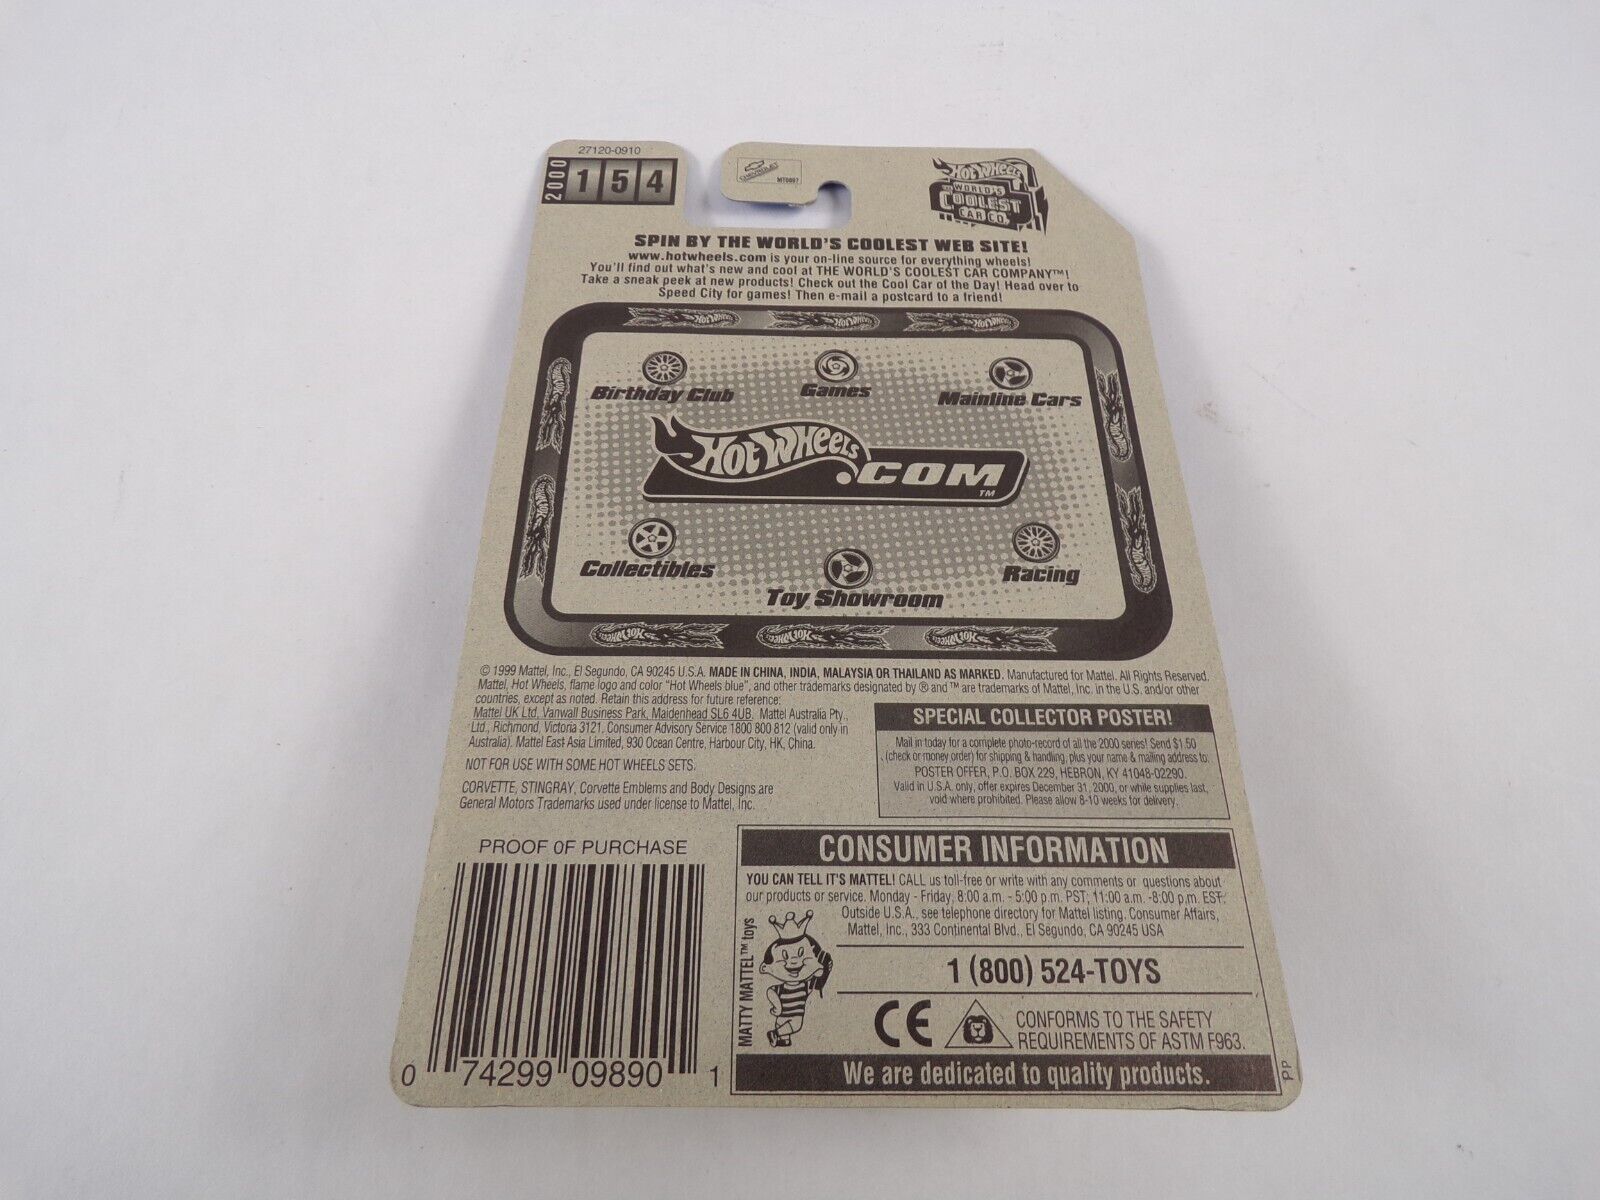 27120-0910
2000
1 5 4
CHEVROLET
MT0897
HOT WHEELS
WORLD'S
COOLEST
CAR CO.
SPIN BY THE WORLD'S COOLEST WEB SITE!
www.hotwheels.com is your on-line source for everything wheels!
You'll find out what's new and cool at THE WORLD'S COOLEST CAR COMPANY™!
Take a sneak peek at new products! Check out the Cool Car of the Day! Head over to
Speed City for games! Then e-mail a postcard to a friend!
HOT WHEELS HOT WHEELS HOT WHEELS
Birthday Club
Games
Mainline Cars
HOT WHEELS.COM™
Collectibles
Toy Showroom
Racing
HOT WHEELS HOT WHEELS HOT WHEELS
© 1999 Mattel, Inc., El Segundo, CA 90245 U.S.A. MADE IN CHINA, INDIA, MALAYSIA OR THAILAND AS MARKED. Manufactured for Mattel. All Rights Reserved.
Mattel, Hot Wheels, flame logo and color "Hot Wheels blue", and other trademarks designated by ® and ™ are trademarks of Mattel, Inc. in the U.S. and/or other
countries, except as noted. Retain this address for future reference:
Mattel UK Ltd, Vanwall Business Park, Maidenhead SL6 4UB. Mattel Australia Pty.,
Ltd., Richmond, Victoria 3121. Consumer Advisory Service 1800 800 812 (valid only in
Australia). Mattel East Asia Limited, 930 Ocean Centre, Harbour City, HK, China.
NOT FOR USE WITH SOME HOT WHEELS SETS.
CORVETTE, STINGRAY, Corvette Emblems and Body Designs are
General Motors Trademarks used under license to Mattel, Inc.
SPECIAL COLLECTOR POSTER!
Mail in today for a complete photo-record of all the 2000 series! Send $1.50
(check or money order) for shipping & handling, plus your name & mailing address to:
POSTER OFFER, P.O. BOX 229, HEBRON, KY 41048-02290.
Valid in U.S.A. only, offer expires December 31, 2000, or while supplies last,
void where prohibited. Please allow 8-10 weeks for delivery.
PROOF OF PURCHASE
0 74299 09890 1
CONSUMER INFORMATION
YOU CAN TELL IT'S MATTEL! CALL us toll-free or write with any comments or questions about
our products or service. Monday - Friday, 8:00 a.m. - 5:00 p.m. PST; 11:00 a.m. -8:00 p.m. EST.
Outside U.S.A., see telephone directory for Mattel listing. Consumer Affairs,
Mattel, Inc., 333 Continental Blvd., El Segundo, CA 90245 USA
MATTY MATTEL™ toys
1 (800) 524-TOYS
CE
CONFORMS TO THE SAFETY
REQUIREMENTS OF ASTM F963.
We are dedicated to quality products.
PP